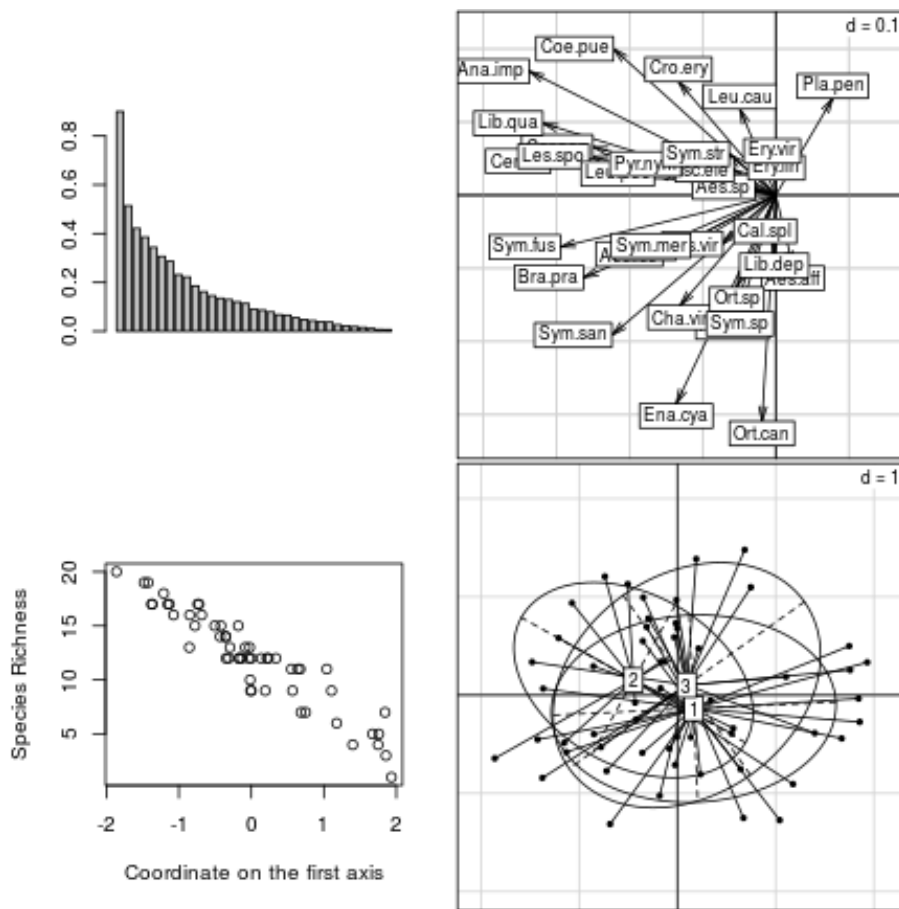 0.8
0.6
0.4
0.2
0.0
d = 0.1
Coe.pue
Ana.imp
Cro.ery
Pla.pen
Leu.cau
Lib.qua
Ery.vir
Sym.str
Les.spo
Pyr.ny
Aes.sp
Cal.spl
Sym.fus
Sym.mer
s.vir
Lib.dep
Bra.pra
Aes.aff
Ort.sp
Cha.vir
Sym.sp
Sym.san
Ena.cya
Ort.can
d = 1
2
3
1
Species Richness
20
15
10
5
-2 -1 0 1 2
Coordinate on the first axis